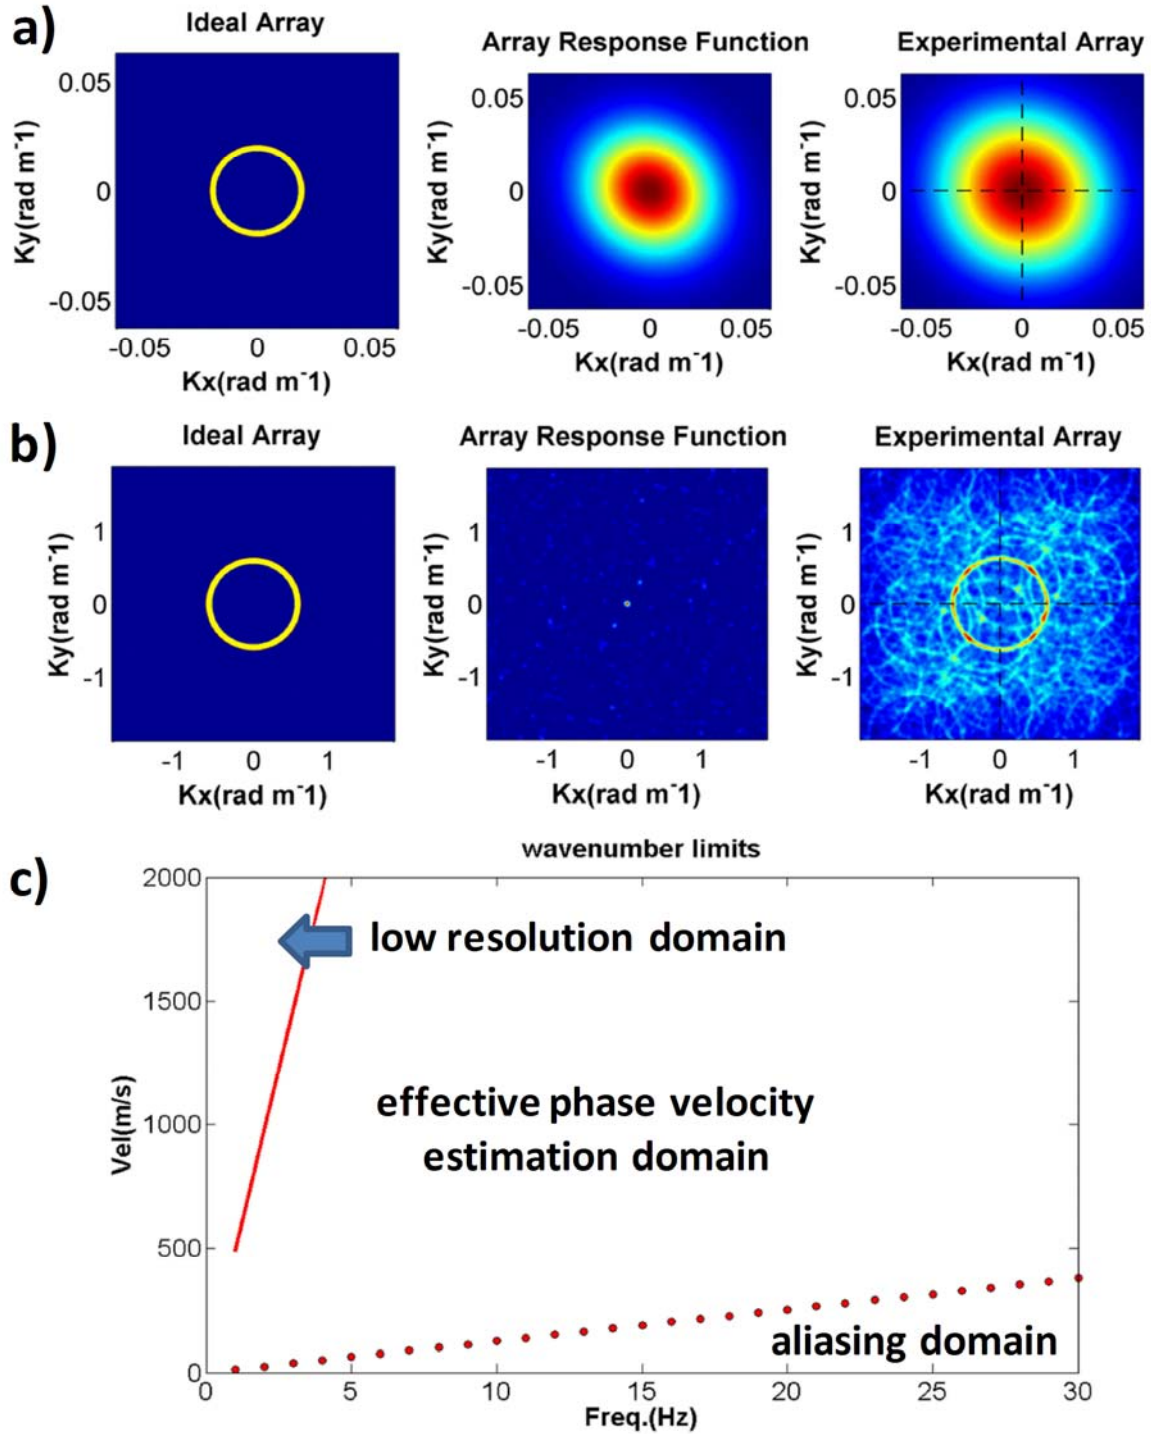 a)
Ideal Array
Array Response Function
Experimental Array
Ky(rad m-1)
0.05
0
-0.05
-0.05 0 0.05
Kx(rad m-1)
Ky(rad m-1)
0.05
0
-0.05
-0.05 0 0.05
Kx(rad m-1)
Ky(rad m-1)
0.05
0
-0.05
-0.05 0 0.05
Kx(rad m-1)
b)
Ideal Array
Array Response Function
Experimental Array
Ky(rad m-1)
1
0
-1
-1 0 1
Kx(rad m-1)
Ky(rad m-1)
1
0
-1
-1 0 1
Kx(rad m-1)
Ky(rad m-1)
1
0
-1
-1 0 1
Kx(rad m-1)
c)
wavenumber limits
Vel(m/s)
2000
1500
1000
500
0
low resolution domain
effective phase velocity
estimation domain
aliasing domain
0 5 10 15 20 25 30
Freq.(Hz)